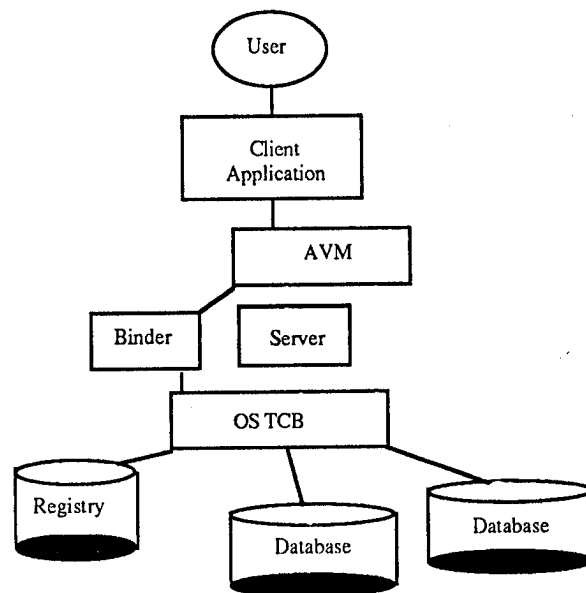 User
Client
Application
AVM
Binder
Server
OS TCB
Registry
Database
Database